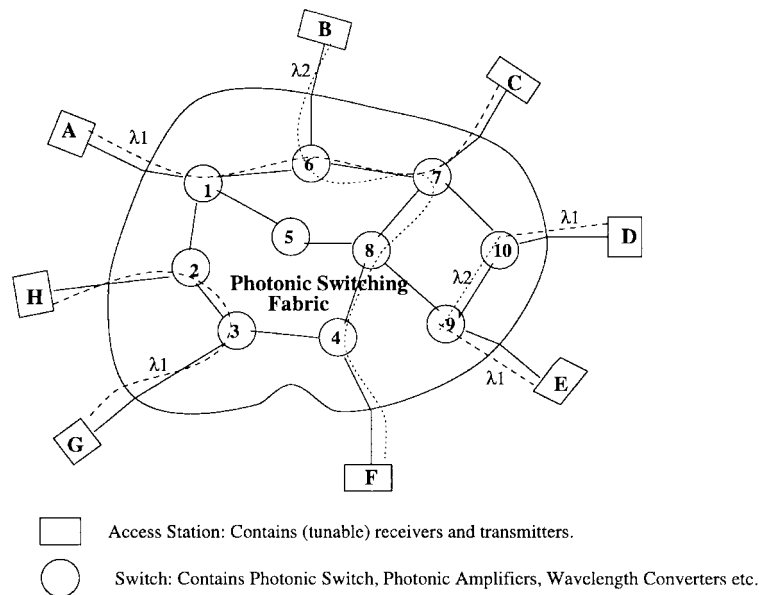 B
λ2
C
A
λ1
6
7
1
λ1
5
8
10
D
2
λ2
Photonic Switching
Fabric
H
3
4
9
λ1
λ1
E
G
F
Access Station: Contains (tunable) receivers and transmitters.
Switch: Contains Photonic Switch, Photonic Amplifiers, Wavelength Converters etc.